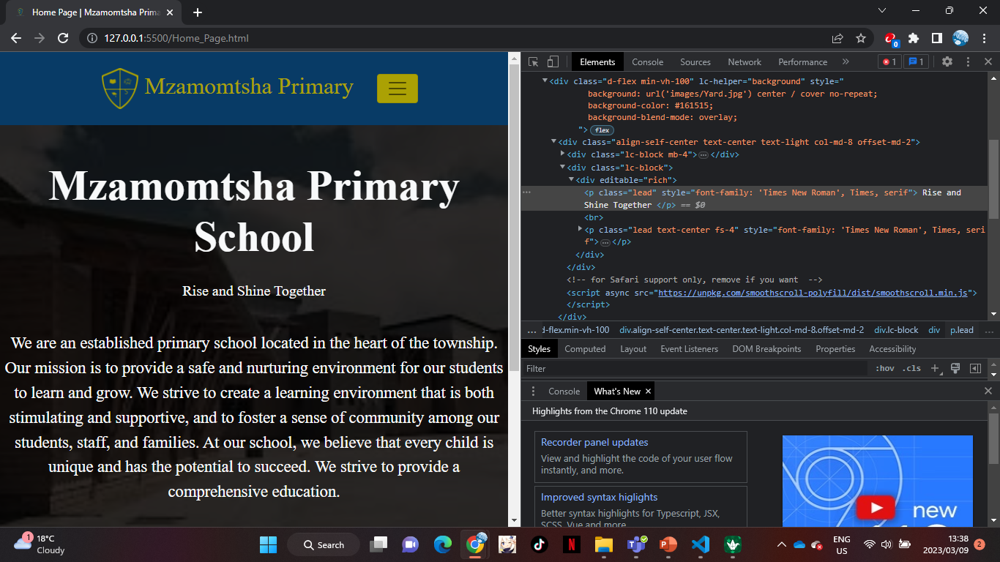 Home Page | Mzamomtsha Prima
127.0.0.1:5500/Home_Page.html
0
Mzamomtsha Primary
Mzamomtsha Primary
School
Rise and Shine Together
We are an established primary school located in the heart of the township.
Our mission is to provide a safe and nurturing environment for our students
to learn and grow. We strive to create a learning environment that is both
stimulating and supportive, and to foster a sense of community among our
students, staff, and families. At our school, we believe that every child is
unique and has the potential to succeed. We strive to provide a
comprehensive education.
Elements Console Sources Network Performance » 1 1
<div class="d-flex min-vh-100" lc-helper="background" style="
background: url('images/Yard.jpg') center / cover no-repeat;
background-color: #161515;
background-blend-mode: overlay;
"> flex
<div class="align-self-center text-center text-light col-md-8 offset-md-2">
<div class="lc-block mb-4">…</div>
<div class="lc-block">
<div editable="rich">
<p class="lead" style="font-family: 'Times New Roman', Times, serif"> Rise and
Shine Together </p> == $0
<br>
<p class="lead text-center fs-4" style="font-family: 'Times New Roman', Times, seri
f">…</p>
</div>
</div>
<!-- for Safari support only, remove if you want  -->
<script async src="https://unpkg.com/smoothscroll-polyfill/dist/smoothscroll.min.js">
</script>
</div>
… d-flex.min-vh-100 div.align-self-center.text-center.text-light.col-md-8.offset-md-2 div.lc-block div p.lead …
Styles Computed Layout Event Listeners DOM Breakpoints Properties Accessibility
Filter :hov .cls
Console What's New
Highlights from the Chrome 110 update
Recorder panel updates
View and highlight the code of your user flow
instantly, and more.
Improved syntax higlights
Better syntax highlights for Typescript, JSX,
SCSS, Vue and more
new
1
18°C
Cloudy
Search
ENG
US
13:38
2023/03/09
2